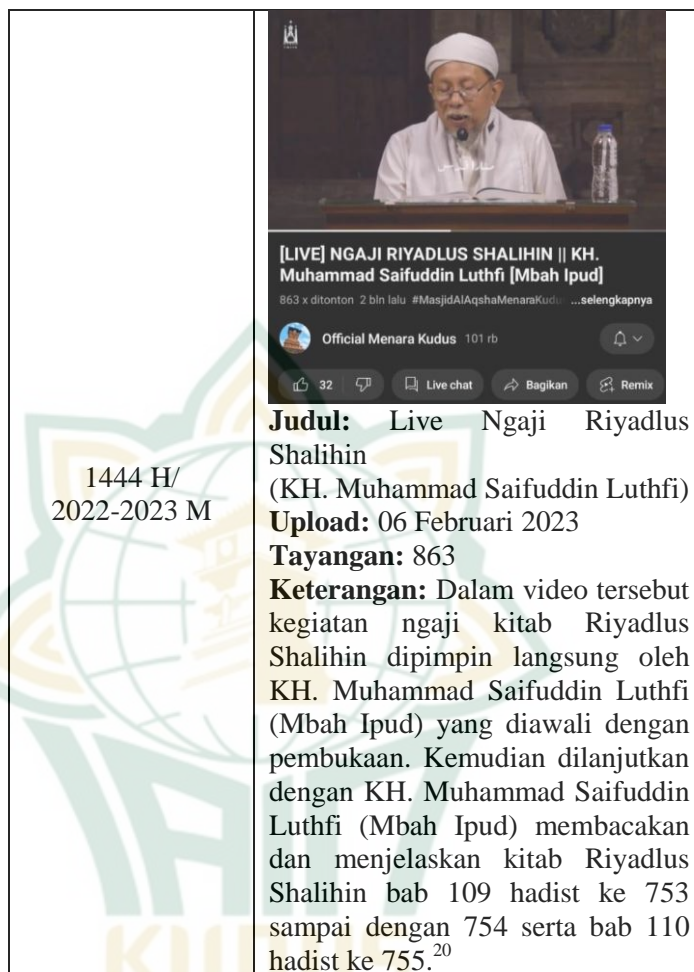 [LIVE] NGAJI RIYADLUS SHALIHIN || KH.
Muhammad Saifuddin Luthfi [Mbah Ipud]
863 x ditonton 2 bln lalu #MasjidAlAqshaMenaraKudu ...selengkapnya
Official Menara Kudus 101 rb
32 Live chat Bagikan Remix
1444 H/
2022-2023 M
Judul: Live Ngaji Riyadlus
Shalihin
(KH. Muhammad Saifuddin Luthfi)
Upload: 06 Februari 2023
Tayangan: 863
Keterangan: Dalam video tersebut
kegiatan ngaji kitab Riyadlus
Shalihin dipimpin langsung oleh
KH. Muhammad Saifuddin Luthfi
(Mbah Ipud) yang diawali dengan
pembukaan. Kemudian dilanjutkan
dengan KH. Muhammad Saifuddin
Luthfi (Mbah Ipud) membacakan
dan menjelaskan kitab Riyadlus
Shalihin bab 109 hadist ke 753
sampai dengan 754 serta bab 110
hadist ke 755.20
KUDUS